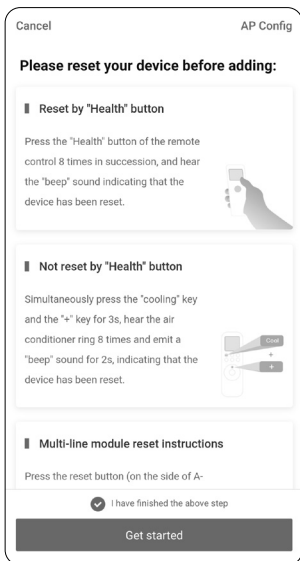 Cancel AP Config
Please reset your device before adding:
Reset by "Health" button
Press the "Health" button of the remote
control 8 times in succession, and hear
the "beep" sound indicating that the
device has been reset.
Not reset by "Health" button
Simultaneously press the "cooling" key
and the "+" key for 3s, hear the air
conditioner ring 8 times and emit a
"beep" sound for 2s, indicating that the
device has been reset.
Cool
+
+
Multi-line module reset instructions
Press the reset button (on the side of A-
I have finished the above step
Get started